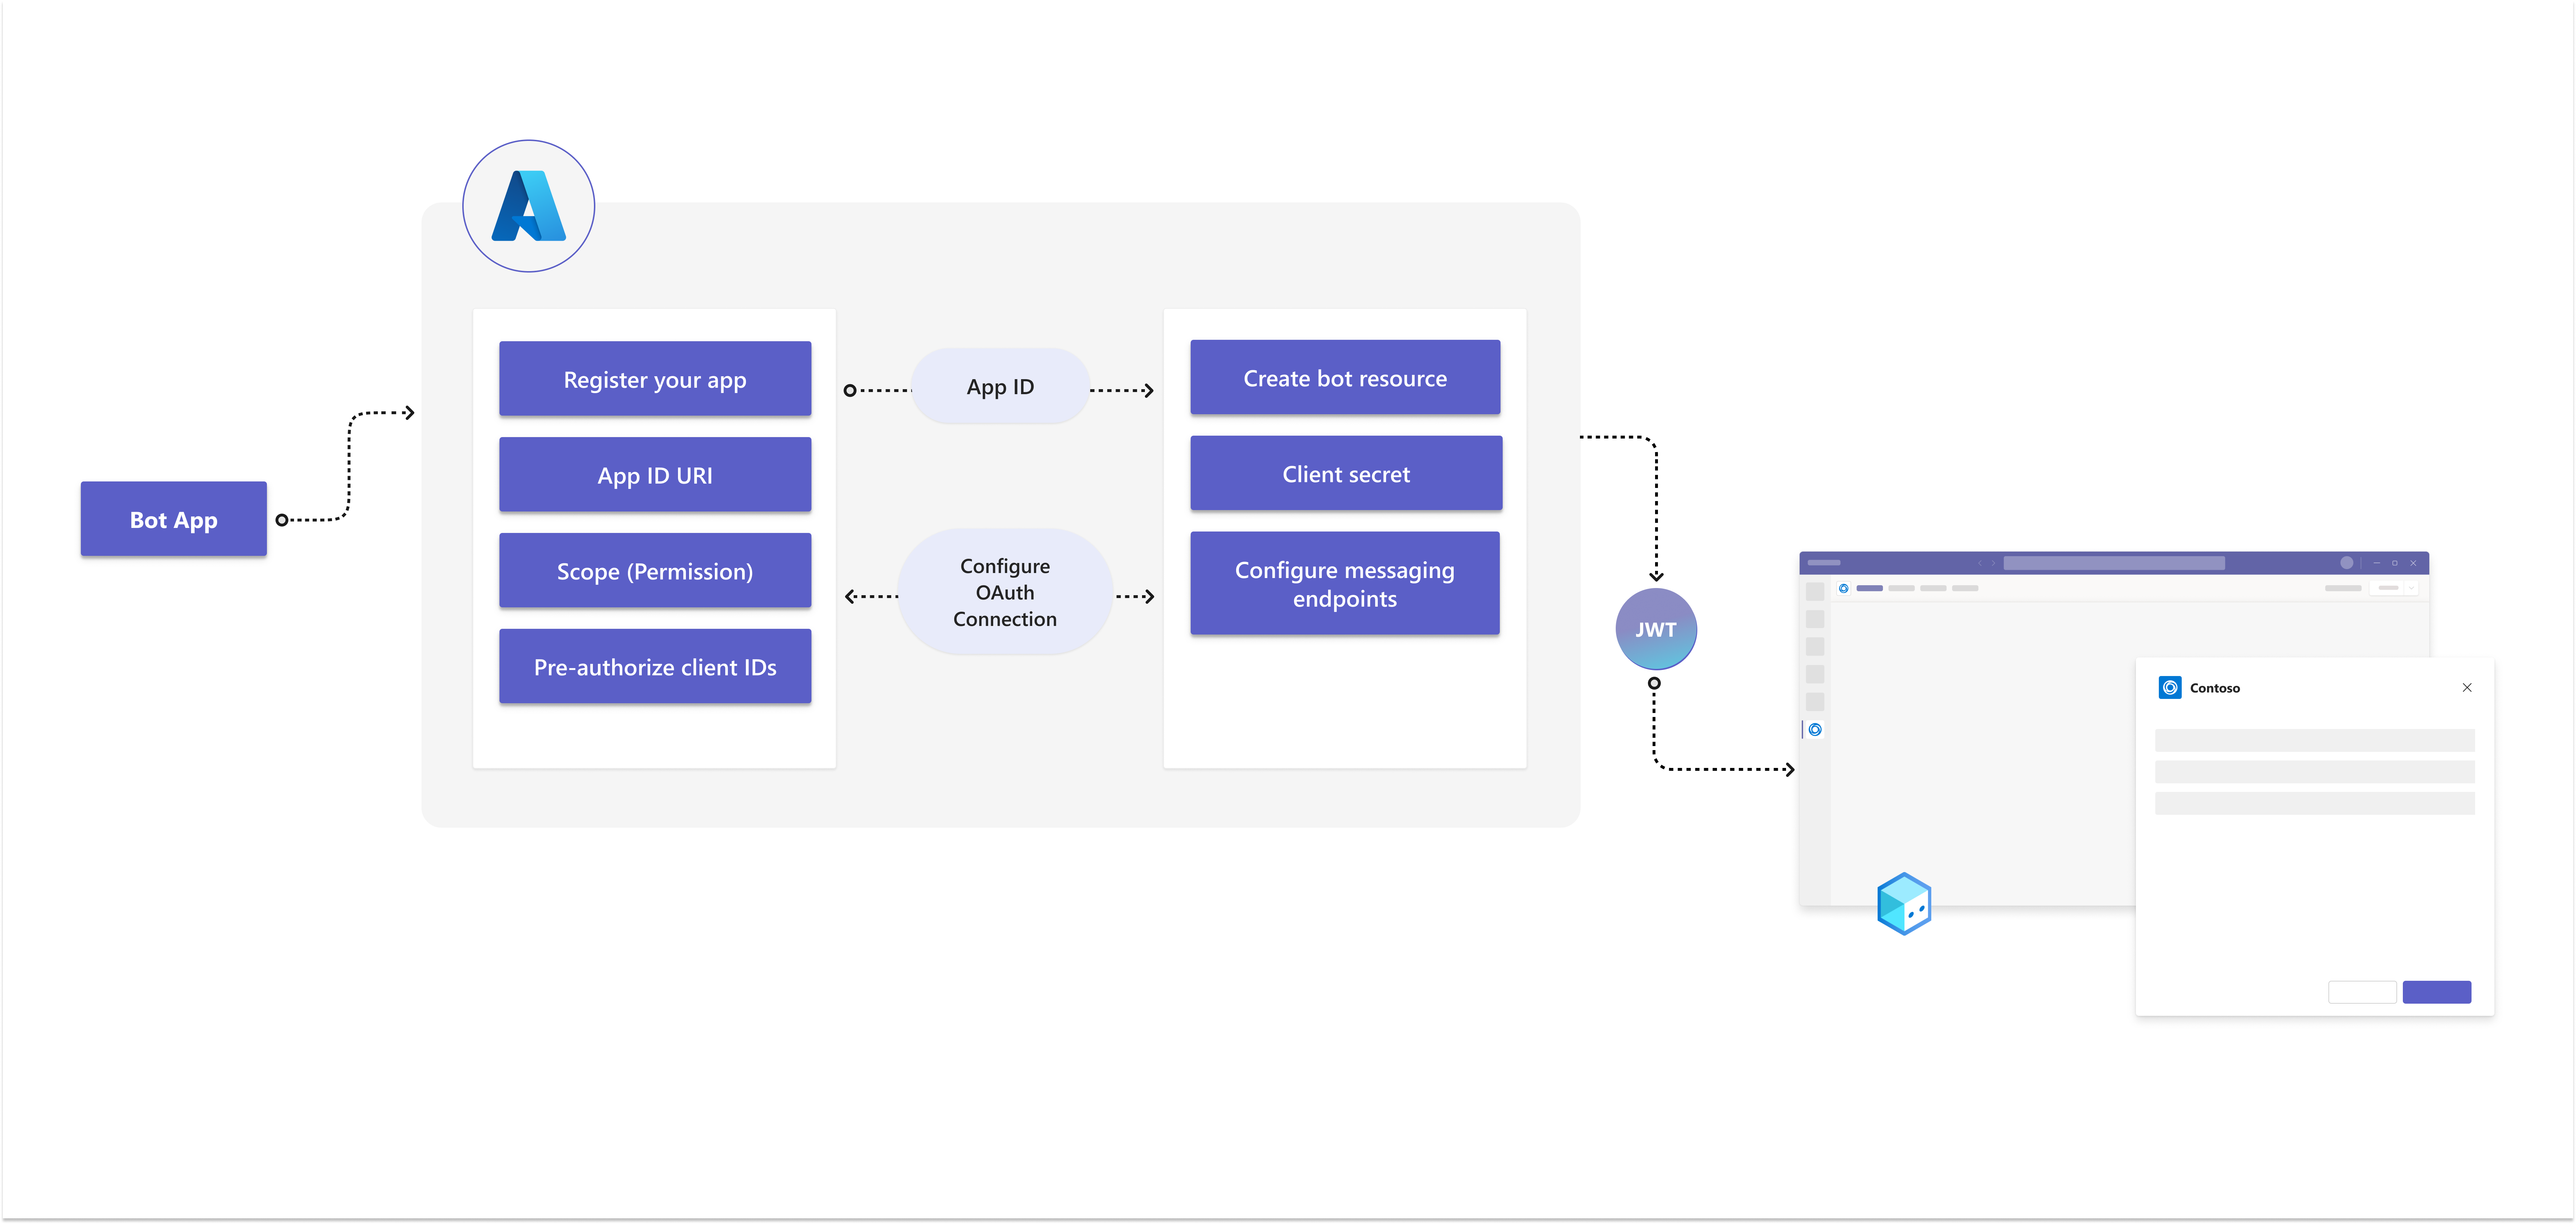 Bot App
Register your app
App ID URI
Scope (Permission)
Pre-authorize client IDs
App ID
Configure
OAuth
Connection
Create bot resource
Client secret
Configure messaging
endpoints
JWT
Contoso